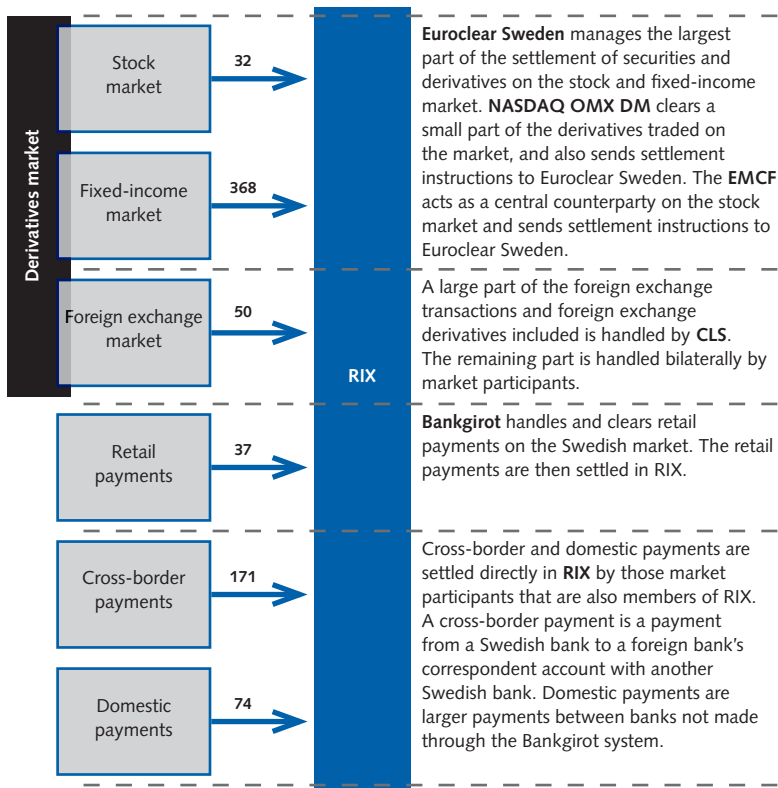 Derivatives market
Stock
market
32
Fixed-income
market
368
Foreign exchange
market
50
Retail
payments
37
Cross-border
payments
171
Domestic
payments
74
RIX
Euroclear Sweden manages the largest
part of the settlement of securities and
derivatives on the stock and fixed-income
market. NASDAQ OMX DM clears a
small part of the derivatives traded on
the market, and also sends settlement
instructions to Euroclear Sweden. The EMCF
acts as a central counterparty on the stock
market and sends settlement instructions to
Euroclear Sweden.
A large part of the foreign exchange
transactions and foreign exchange
derivatives included is handled by CLS.
The remaining part is handled bilaterally by
market participants.
Bankgirot handles and clears retail
payments on the Swedish market. The retail
payments are then settled in RIX.
Cross-border and domestic payments are
settled directly in RIX by those market
participants that are also members of RIX.
A cross-border payment is a payment
from a Swedish bank to a foreign bank's
correspondent account with another
Swedish bank. Domestic payments are
larger payments between banks not made
through the Bankgirot system.